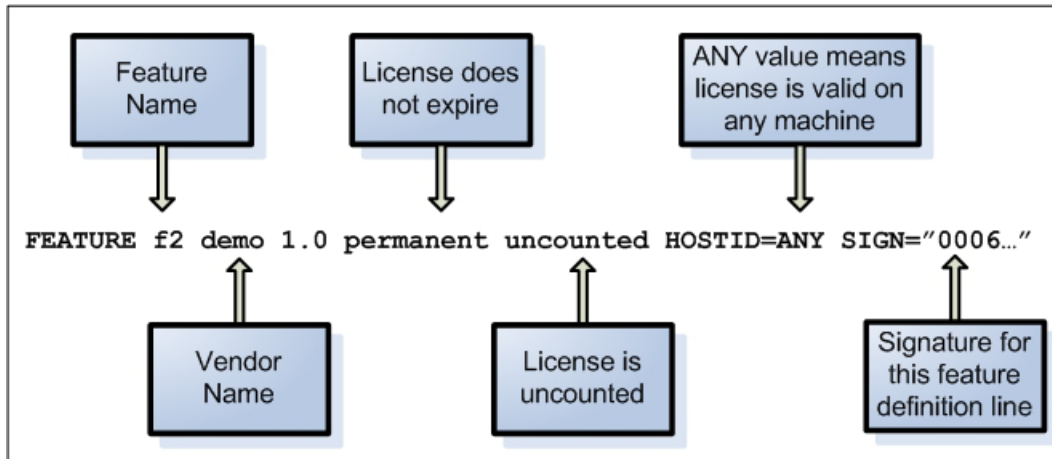 Feature
Name
License does
not expire
ANY value means
license is valid on
any machine
FEATURE f2 demo 1.0 permanent uncounted HOSTID=ANY SIGN=”0006…”
Vendor
Name
License is
uncounted
Signature for
this feature
definition line